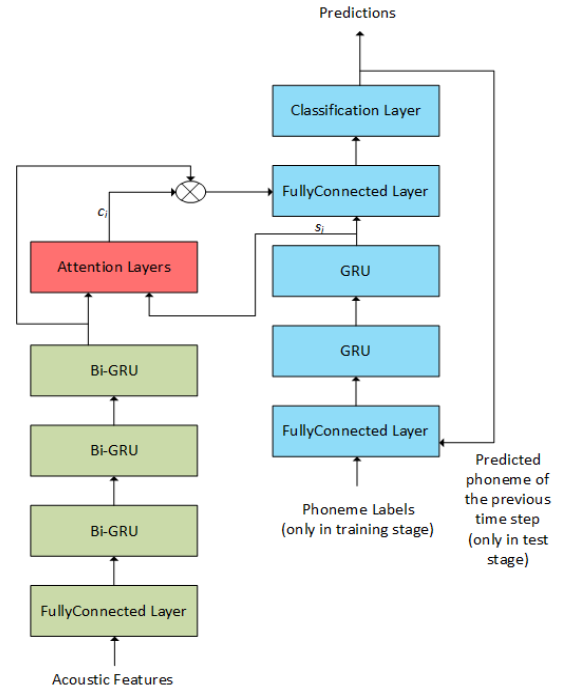 Predictions
Classification Layer
FullyConnected Layer
c_i
s_i
Attention Layers
GRU
GRU
Bi-GRU
Bi-GRU
Bi-GRU
FullyConnected Layer
FullyConnected Layer
Phoneme Labels
(only in training stage)
Predicted
phoneme of
the previous
time step
(only in test
stage)
Acoustic Features